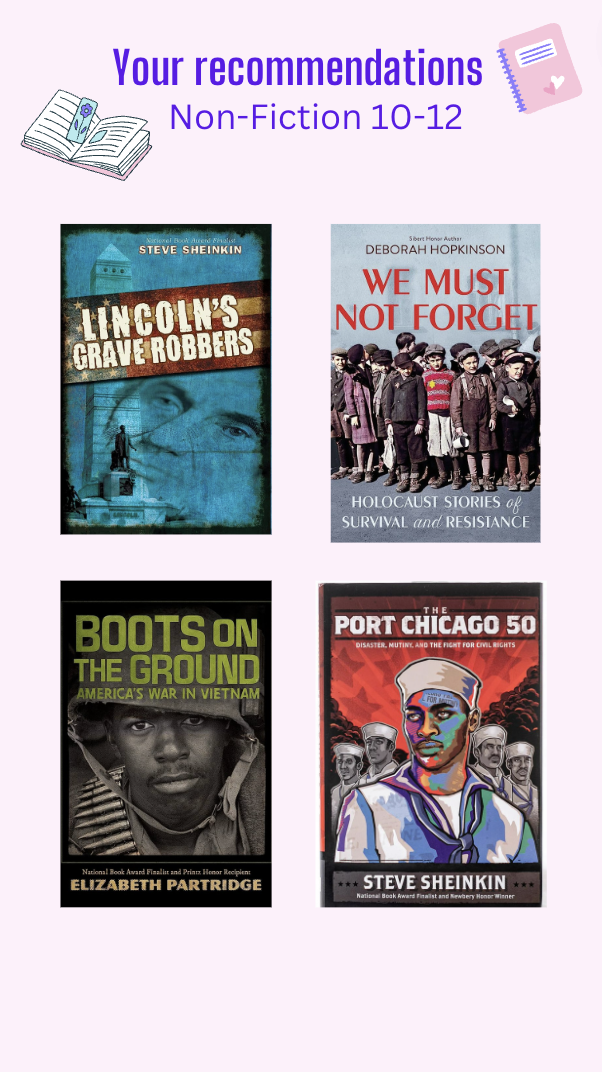 Your recommendations
Non-Fiction 10-12
National Book Award Finalist
STEVE SHEINKIN
LINCOLN'S
GRAVE ROBBERS
Sibert Honor Author
DEBORAH HOPKINSON
WE MUST
NOT FORGET
HOLOCAUST STORIES of
SURVIVAL and RESISTANCE
BOOTS ON
THE GROUND
AMERICA'S WAR IN VIETNAM
National Book Award Finalist and Printz Honor Recipient
ELIZABETH PARTRIDGE
THE
PORT CHICAGO 50
DISASTER, MUTINY, AND THE FIGHT FOR CIVIL RIGHTS
STEVE SHEINKIN
National Book Award Finalist and Newbery Honor Winner